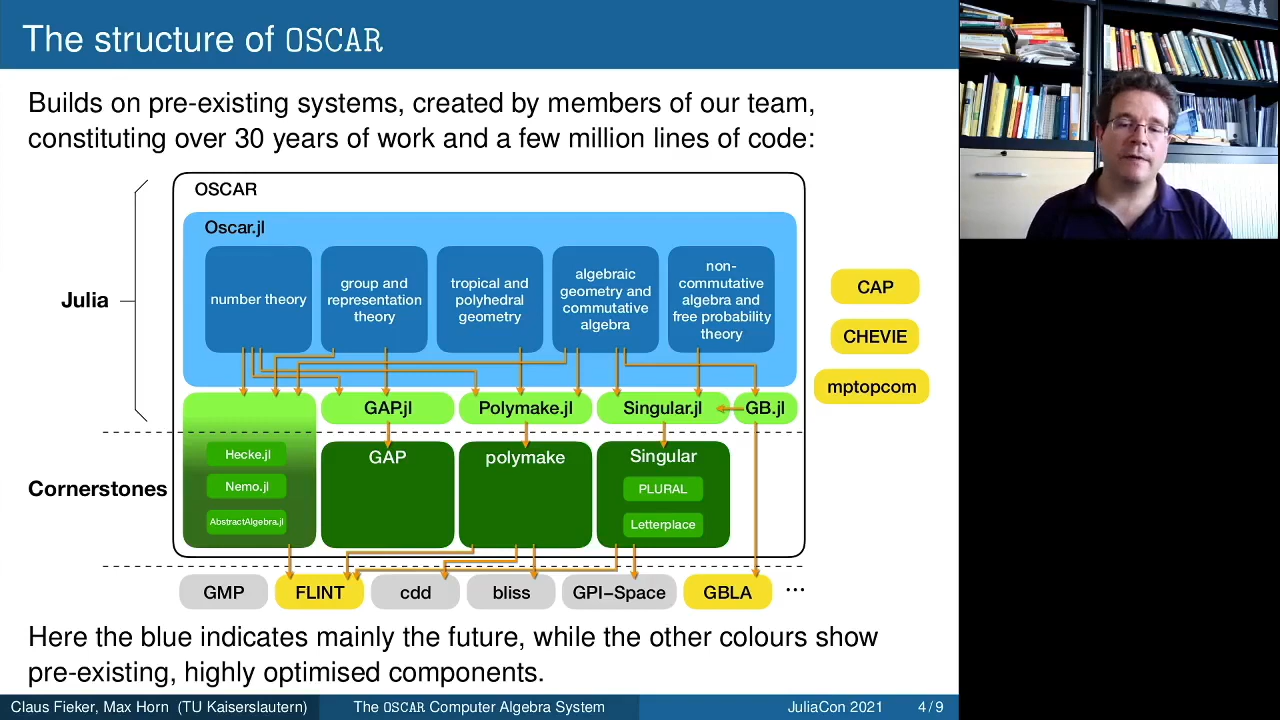 The structure of OSCAR
Builds on pre-existing systems, created by members of our team,
constituting over 30 years of work and a few million lines of code:
OSCAR
Oscar.jl
number theory
group and
representation
theory
tropical and
polyhedral
geometry
algebraic
geometry and
commutative
algebra
non-
commutative
algebra and
free probability
theory
Julia
CAP
CHEVIE
mptopcom
GAP.jl
Polymake.jl
Singular.jl
GB.jl
Cornerstones
Hecke.jl
Nemo.jl
AbstractAlgebra.jl
GAP
polymake
Singular
PLURAL
Letterplace
GMP
FLINT
cdd
bliss
GPI-Space
GBLA
...
Here the blue indicates mainly the future, while the other colours show
pre-existing, highly optimised components.
Claus Fieker, Max Horn (TU Kaiserslautern)
The OSCAR Computer Algebra System
JuliaCon 2021
4/9